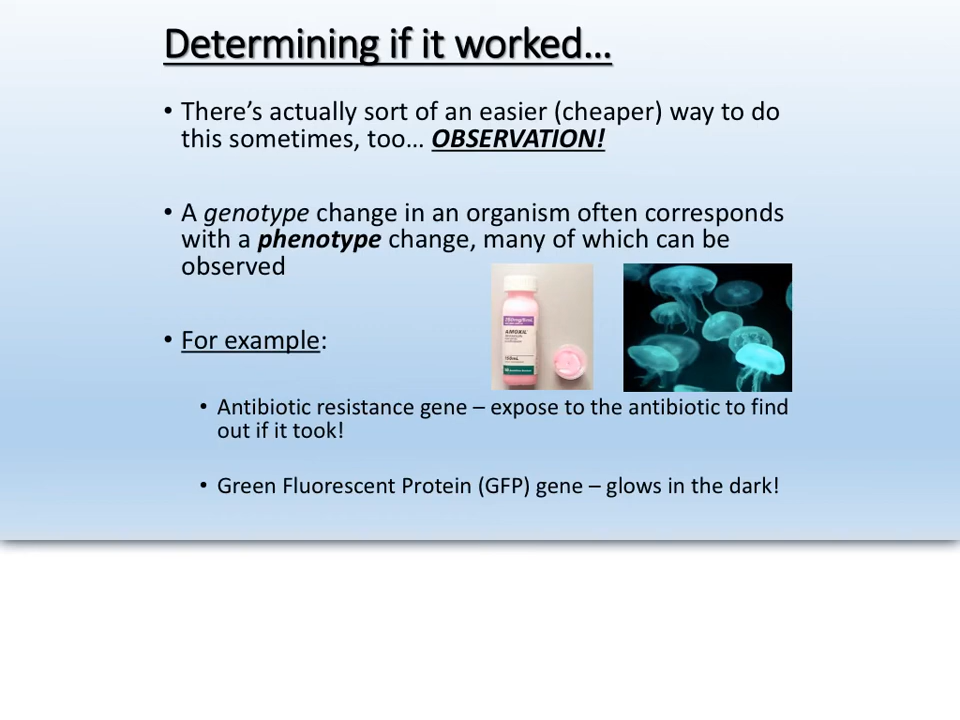 Determining if it worked…
• There’s actually sort of an easier (cheaper) way to do
this sometimes, too… OBSERVATION!
• A genotype change in an organism often corresponds
with a phenotype change, many of which can be
observed
• For example:
AMOXIL
150mL
• Antibiotic resistance gene – expose to the antibiotic to find
out if it took!
• Green Fluorescent Protein (GFP) gene – glows in the dark!